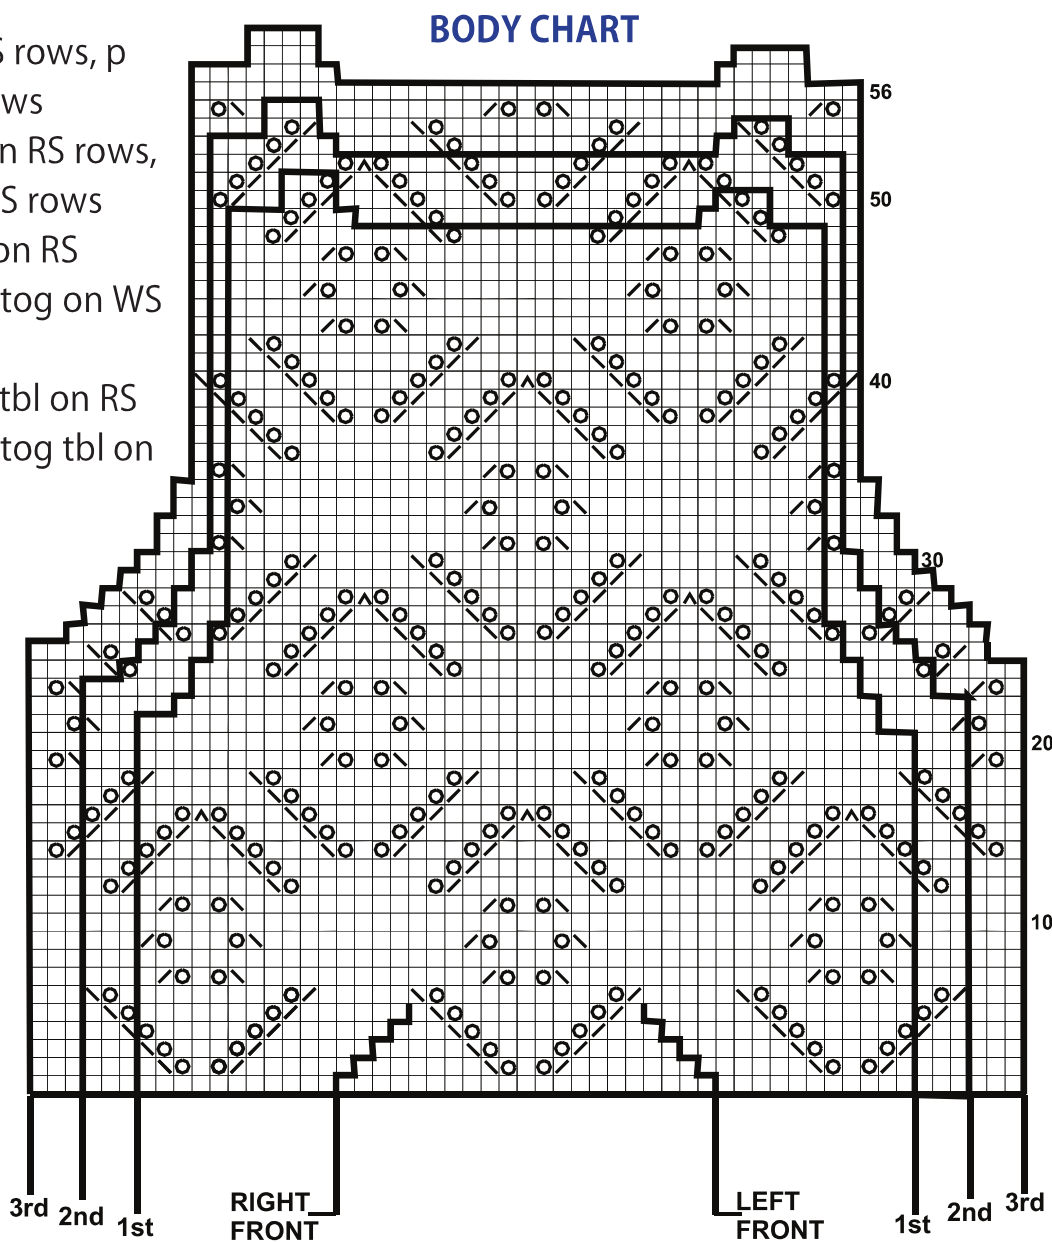 BODY CHART
S rows, p
ws
n RS rows,
S rows
on RS
tog on WS
tbl on RS
tog tbl on
56
50
40
30
20
10
3rd
2nd
1st
RIGHT
FRONT
LEFT
FRONT
1st
2nd
3rd